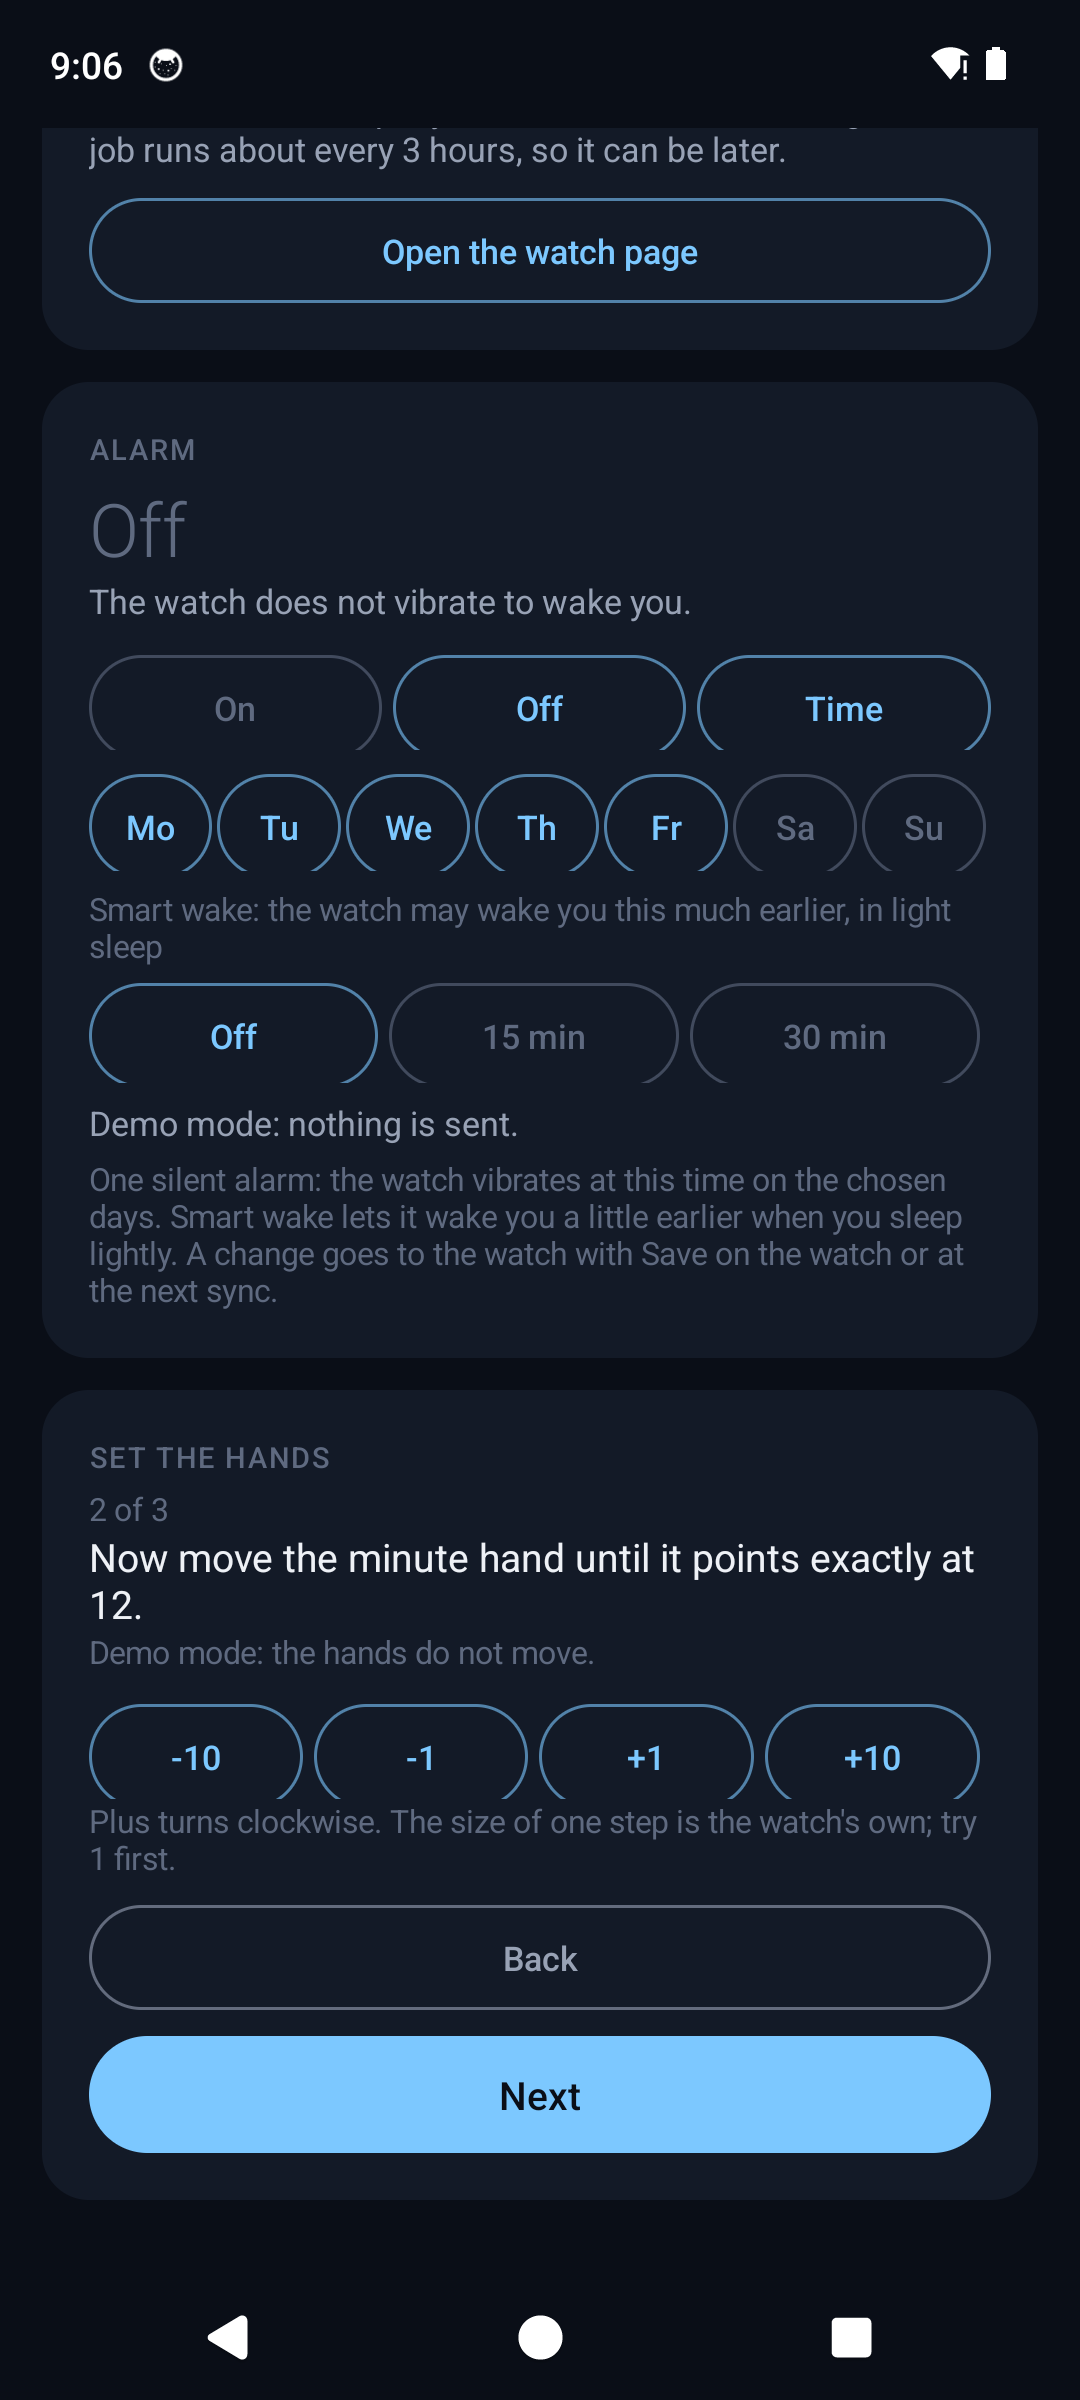 9:06
job runs about every 3 hours, so it can be later.
Open the watch page
ALARM
Off
The watch does not vibrate to wake you.
On Off Time
Mo Tu We Th Fr Sa Su
Smart wake: the watch may wake you this much earlier, in light
sleep
Off 15 min 30 min
Demo mode: nothing is sent.
One silent alarm: the watch vibrates at this time on the chosen
days. Smart wake lets it wake you a little earlier when you sleep
lightly. A change goes to the watch with Save on the watch or at
the next sync.
SET THE HANDS
2 of 3
Now move the minute hand until it points exactly at
12.
Demo mode: the hands do not move.
-10 -1 +1 +10
Plus turns clockwise. The size of one step is the watch's own; try
1 first.
Back
Next